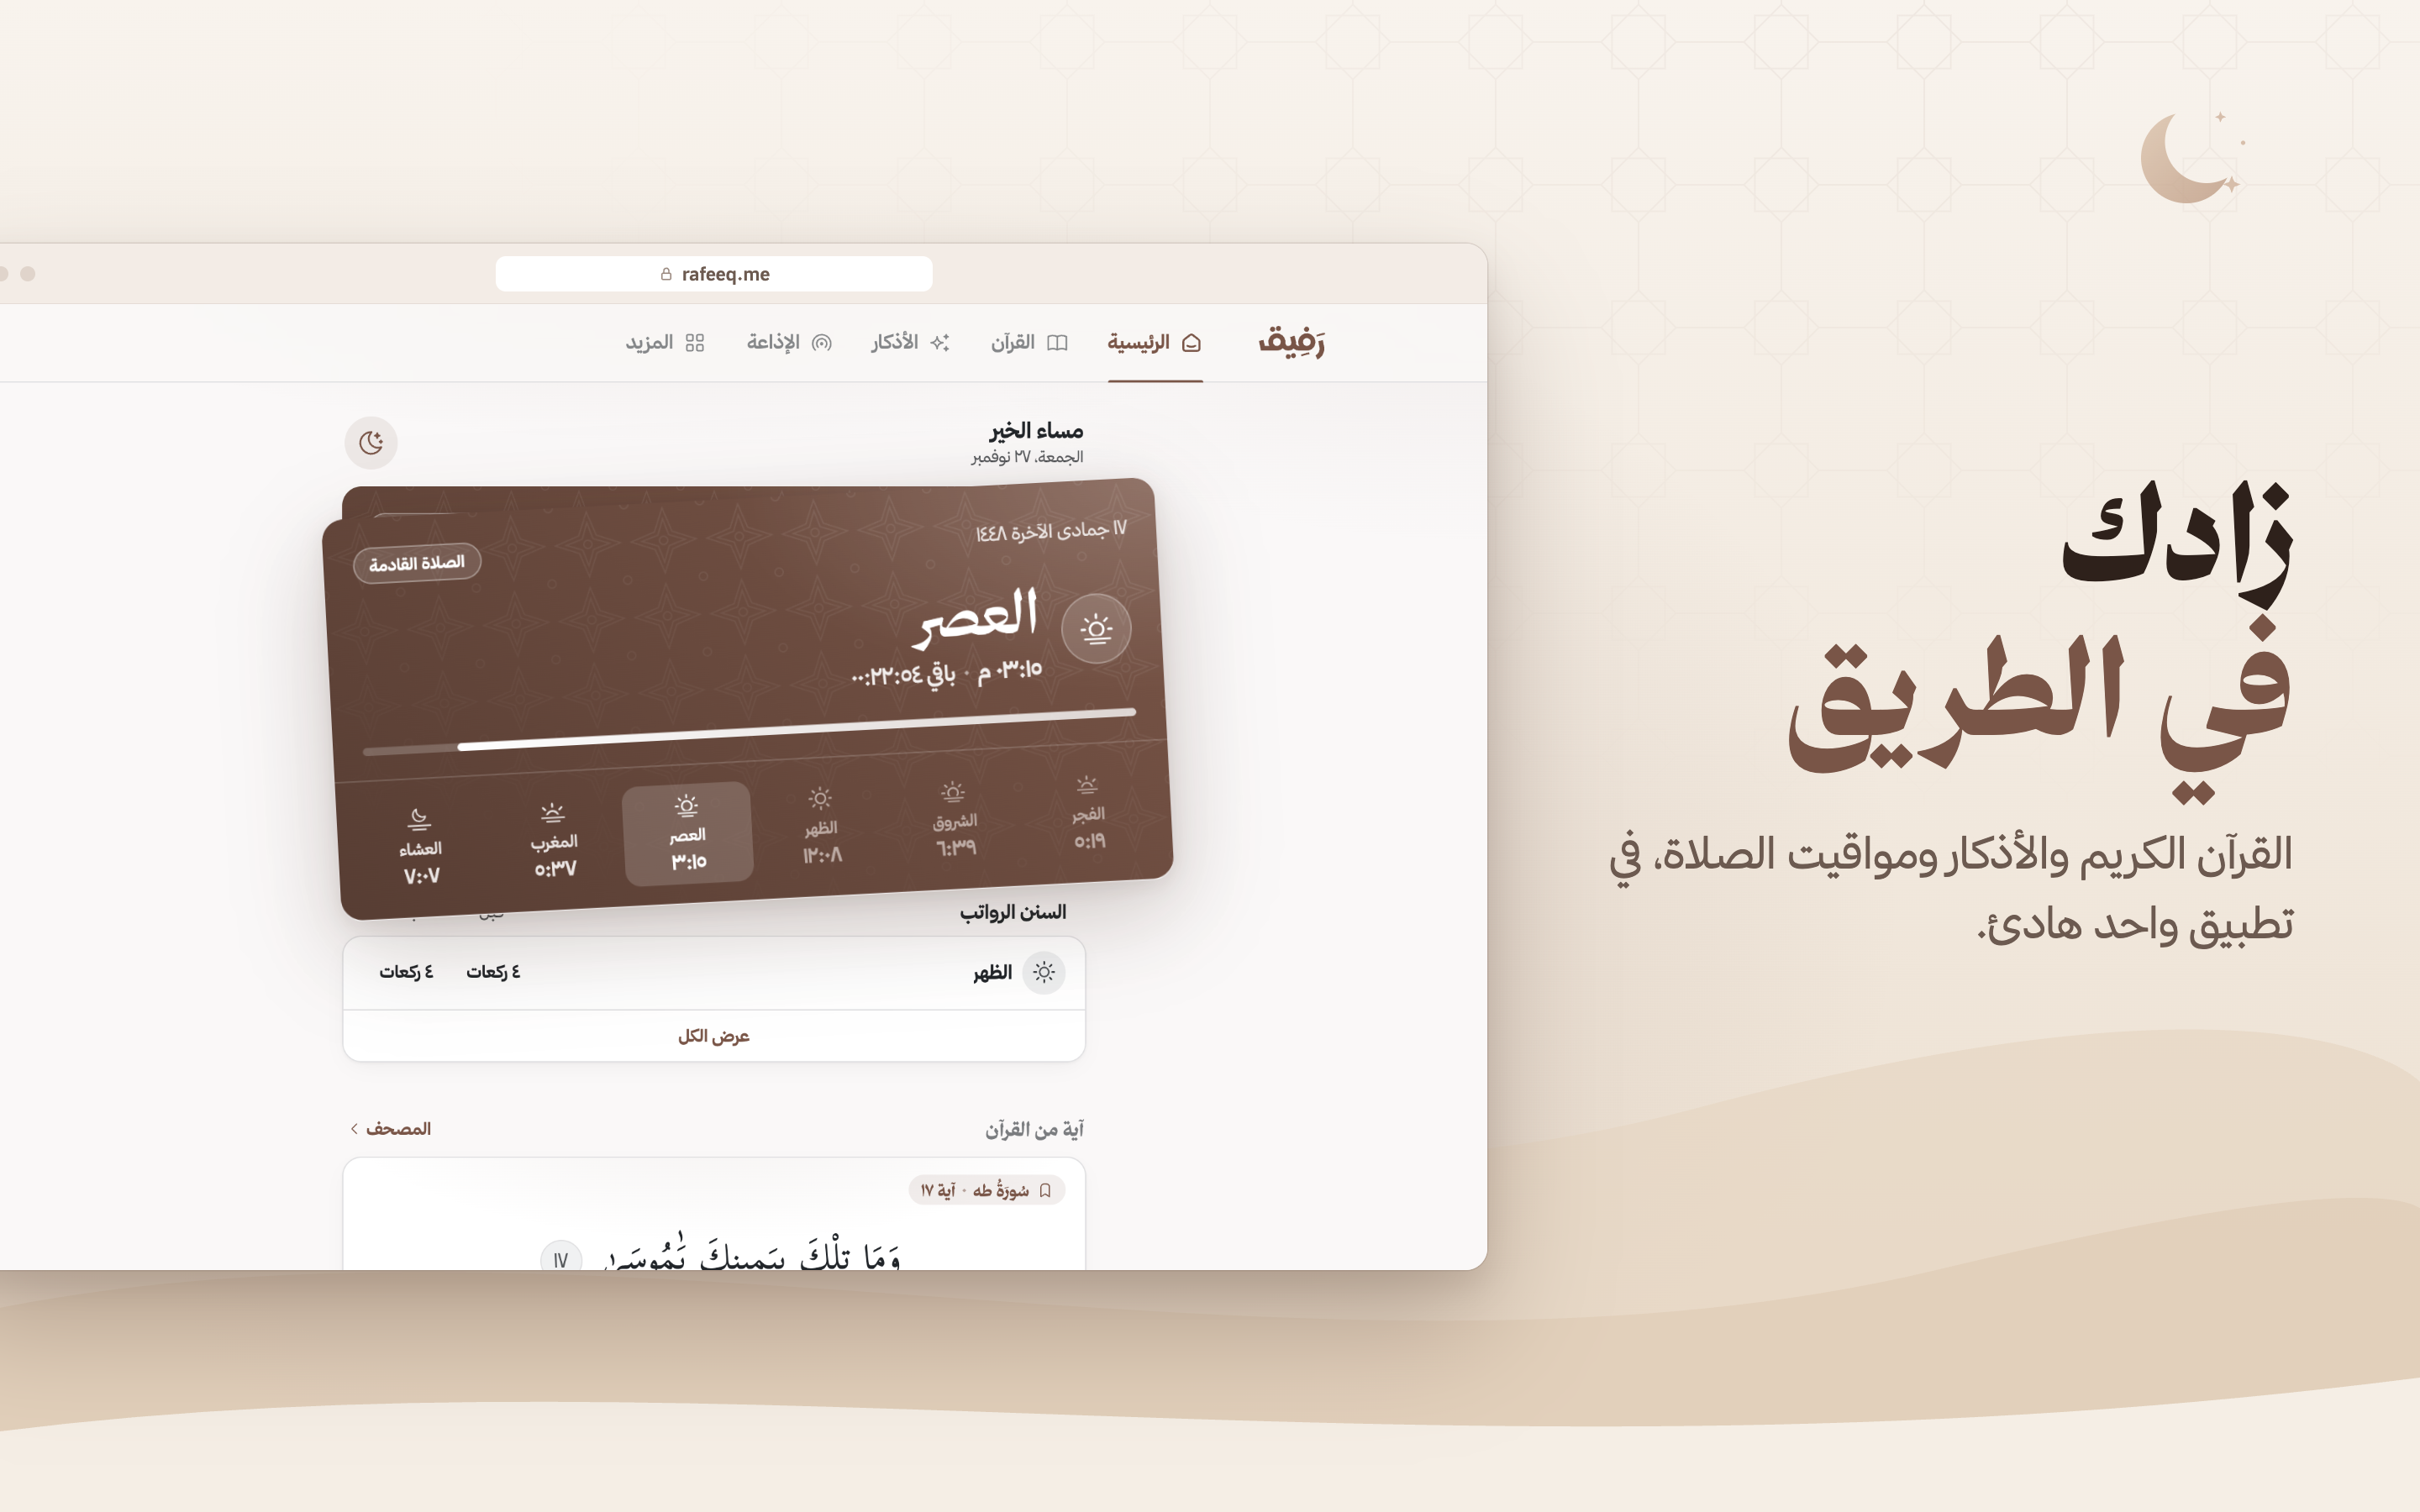 زادك
في الطريق
القرآن الكريم والأذكار ومواقيت الصلاة، في
تطبيق واحد هادئ.
rafeeq.me
رَفِيق
الرئيسية
القرآن
الأذكار
الإذاعة
المزيد
مساء الخير
الجمعة، ٢٧ نوفمبر
١٧ جمادى الآخرة ١٤٤٨
الصلاة القادمة
العصر
٠٣:١٥ م · باقي ٠٠:٢٢:٥٤
الفجر
٥:١٩
الشروق
٦:٣٩
الظهر
١٢:٠٨
العصر
٣:١٥
المغرب
٥:٣٧
العشاء
٧:٠٧
السنن الرواتب
الظهر
٤ ركعات
٤ ركعات
عرض الكل
آية من القرآن
المصحف
سُورَةُ طه · آية ١٧
وَمَا تِلْكَ بِيَمِينِكَ يَٰمُوسَىٰ ١٧